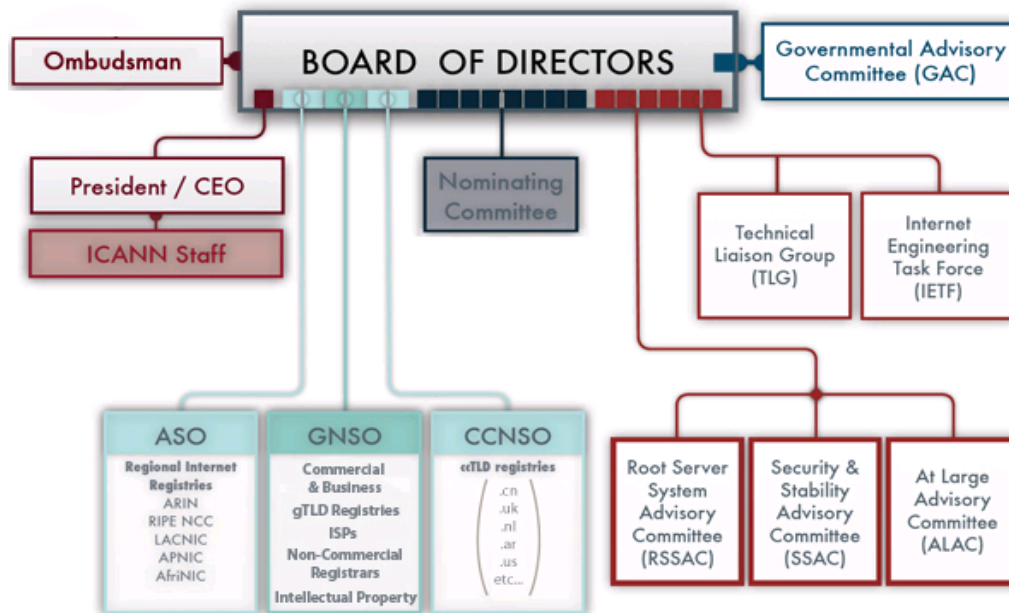 Ombudsman
BOARD OF DIRECTORS
Governmental Advisory
Committee (GAC)
President / CEO
ICANN Staff
Nominating
Committee
Technical
Liaison Group
(TLG)
Internet
Engineering
Task Force
(IETF)
ASO
Regional Internet
Registries
ARIN
RIPE NCC
LACNIC
APNIC
AfriNIC
GNSO
Commercial
& Business
gTLD Registries
ISPs
Non-Commercial
Registrars
Intellectual Property
CCNSO
ccTLD registries
.cn
.uk
.nl
.ar
.us
etc...
Root Server
System
Advisory
Committee
(RSSAC)
Security &
Stability
Advisory
Committee
(SSAC)
At Large
Advisory
Committee
(ALAC)